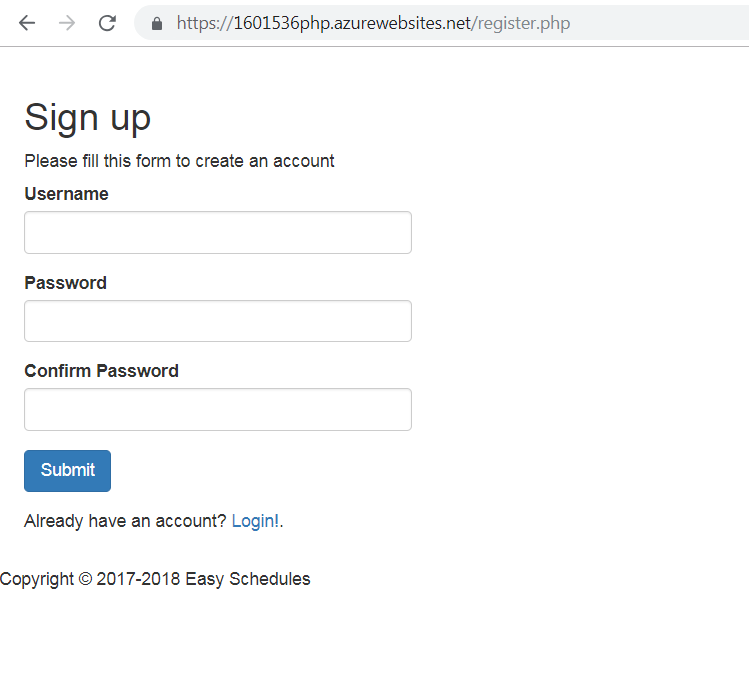 https://1601536php.azurewebsites.net/register.php
Sign up
Please fill this form to create an account
Username
Password
Confirm Password
Submit
Already have an account? Login!.
Copyright © 2017-2018 Easy Schedules